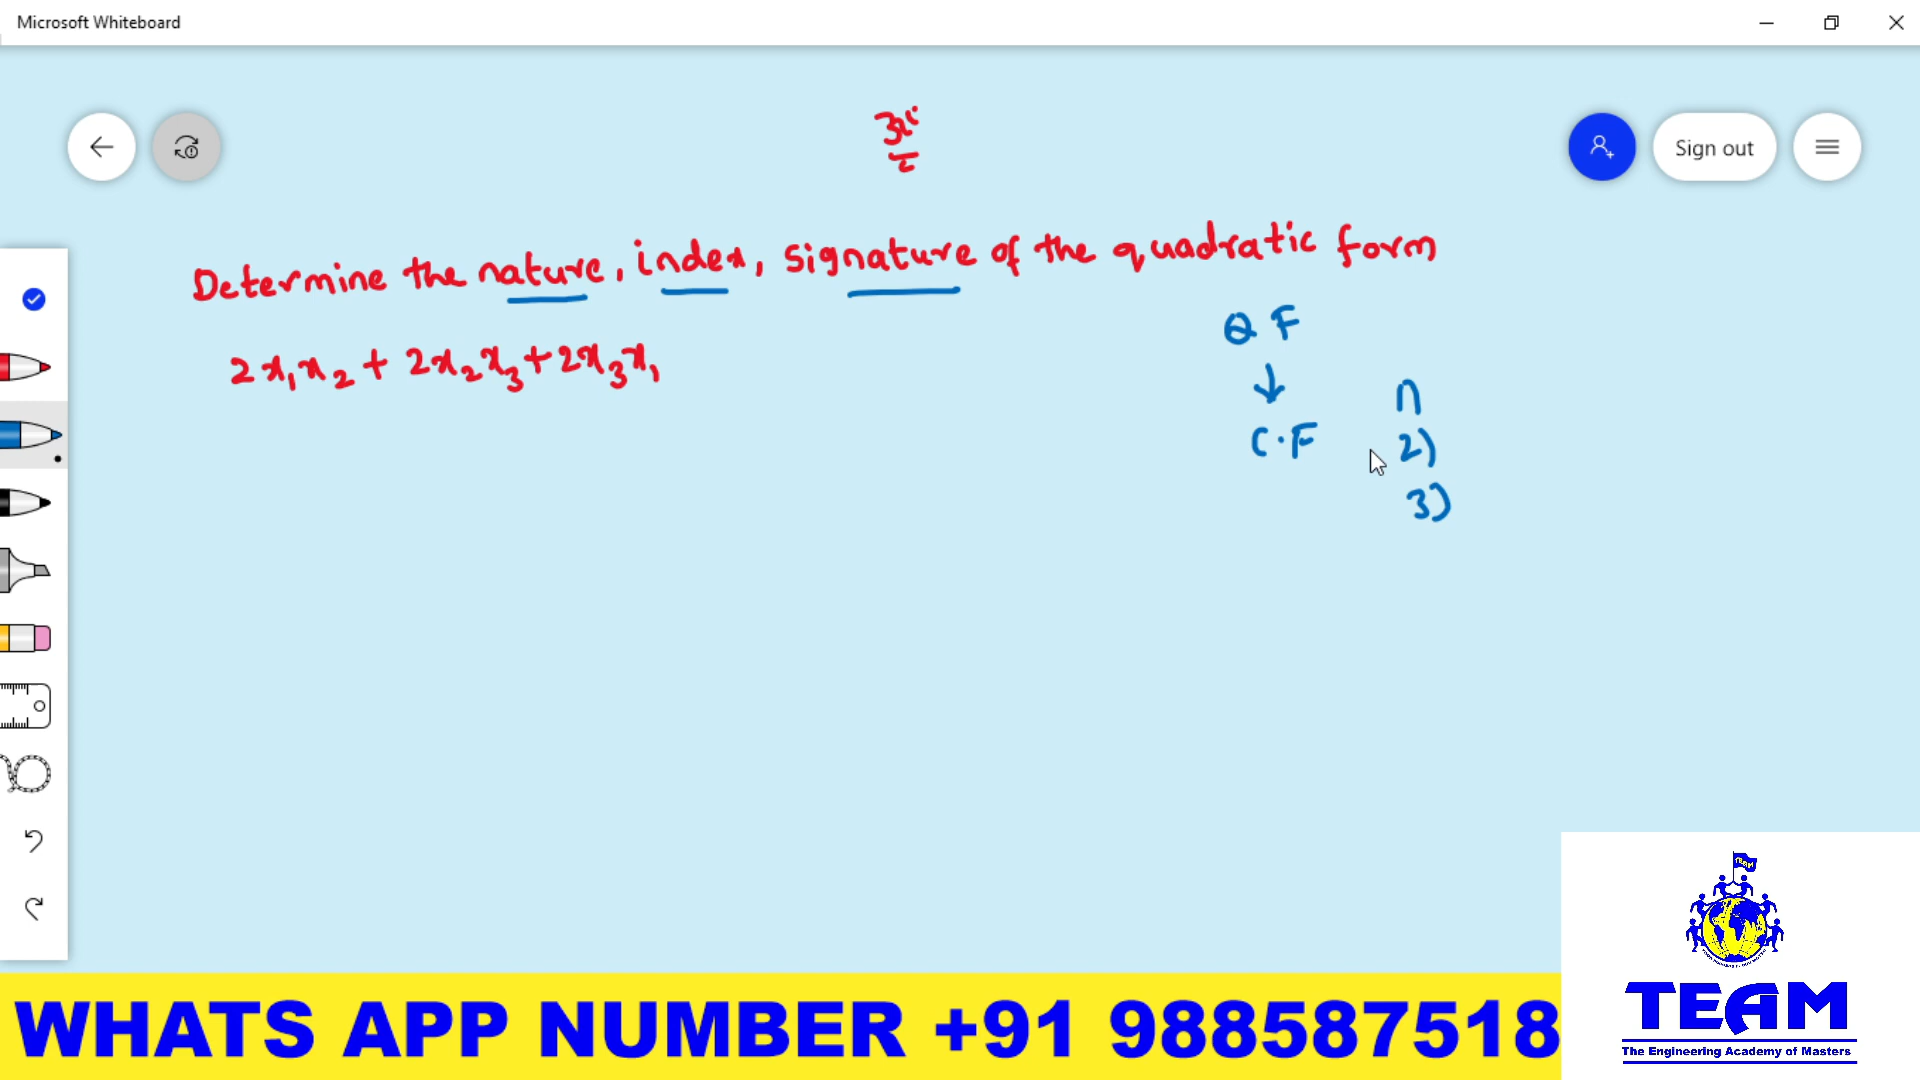 Microsoft Whiteboard
Sign out
Determine the nature, index, signature of the quadratic form
2x₁x₂ + 2x₂x₃ + 2x₃x₁
Q F
↓
C.F
2)
3)
WHATS APP NUMBER +91 988587518
TEAM
The Engineering Academy of Masters